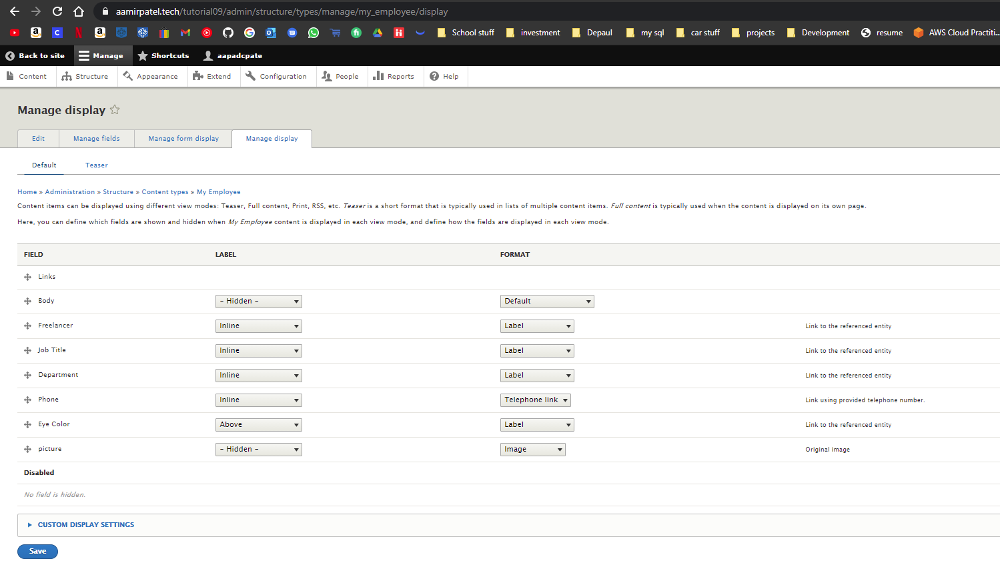 aamirpatel.tech/tutorial09/admin/structure/types/manage/my_employee/display
School stuff investment Depaul my sql car stuff projects Development resume AWS Cloud Practiti...
Back to site Manage Shortcuts aapadcpate
Content Structure Appearance Extend Configuration People Reports Help
Manage display
Edit Manage fields Manage form display Manage display
Default Teaser
Home » Administration » Structure » Content types » My Employee
Content items can be displayed using different view modes: Teaser, Full content, Print, RSS, etc. Teaser is a short format that is typically used in lists of multiple content items. Full content is typically used when the content is displayed on its own page.
Here, you can define which fields are shown and hidden when My Employee content is displayed in each view mode, and define how the fields are displayed in each view mode.
FIELD LABEL FORMAT
Links
Body - Hidden - Default
Freelancer Inline Label Link to the referenced entity
Job Title Inline Label Link to the referenced entity
Department Inline Label Link to the referenced entity
Phone Inline Telephone link Link using provided telephone number.
Eye Color Above Label Link to the referenced entity
picture - Hidden - Image Original image
Disabled
No field is hidden.
CUSTOM DISPLAY SETTINGS
Save